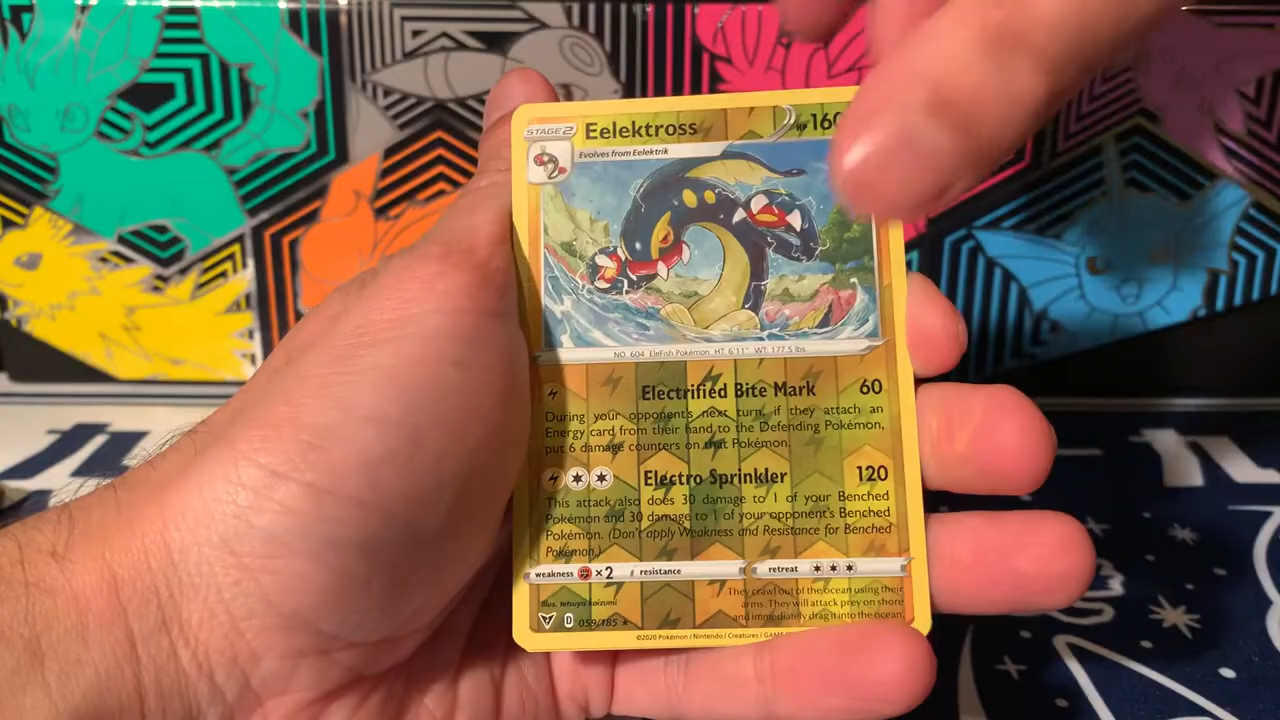 STAGE 2 Eelektross HP 160
Evolves from Eelektrik
NO. 604 EleFish Pokémon HT: 6'11" WT: 177.5 lbs
Electrified Bite Mark 60
During your opponent's next turn, if they attach an
Energy card from their hand to the Defending Pokémon,
put 6 damage counters on that Pokémon.
Electro Sprinkler 120
This attack also does 30 damage to 1 of your Benched
Pokémon and 30 damage to 1 of your opponent's Benched
Pokémon. (Don't apply Weakness and Resistance for Benched
Pokémon.)
weakness ×2 resistance retreat
Illus. tetsuya koizumi
They crawl out of the ocean using their
arms. They will attack prey on shore
and immediately drag it into the ocean.
D 059/185 ★
©2020 Pokémon / Nintendo / Creatures / GAME